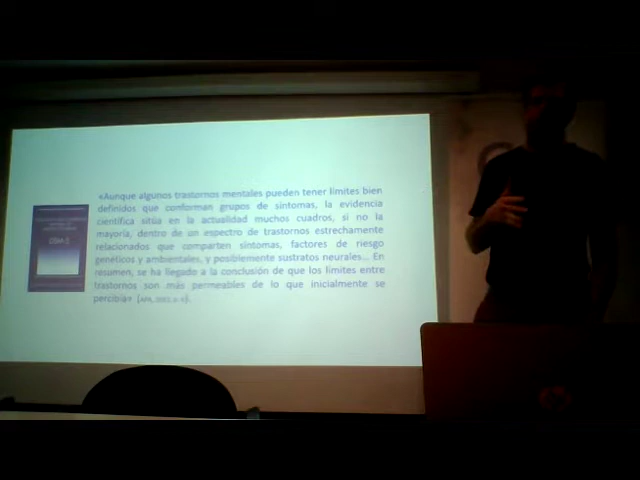 «Aunque algunos trastornos mentales pueden tener límites bien
definidos que conforman grupos de síntomas, la evidencia
científica sitúa en la actualidad muchos cuadros, si no la
mayoría, dentro de un espectro de trastornos estrechamente
relacionados que comparten síntomas, factores de riesgo
genéticos y ambientales, y posiblemente sustratos neurales... En
resumen, se ha llegado a la conclusión de que los límites entre
trastornos son más permeables de lo que inicialmente se
percibía» (APA,
DSM-5